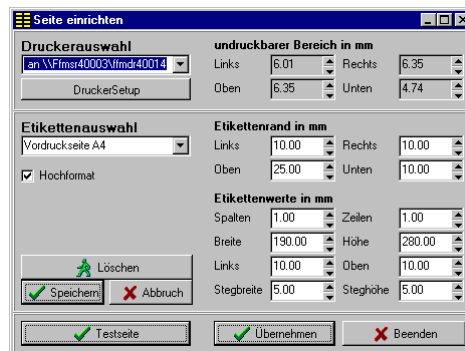 Seite einrichten
Druckerauswahl
an \\Ffmsr40003\ffmdr40014
DruckerSetup
undruckbarer Bereich in mm
Links 6.01 Rechts 6.35
Oben 6.35 Unten 4.74
Etikettenauswahl
Vordruckseite A4
Hochformat
Löschen
Speichern Abbruch
Etikettenrand in mm
Links 10.00 Rechts 10.00
Oben 25.00 Unten 10.00
Etikettenwerte in mm
Spalten 1.00 Zeilen 1.00
Breite 190.00 Höhe 280.00
Links 10.00 Oben 10.00
Stegbreite 5.00 Steghöhe 5.00
Testseite Übernehmen Beenden